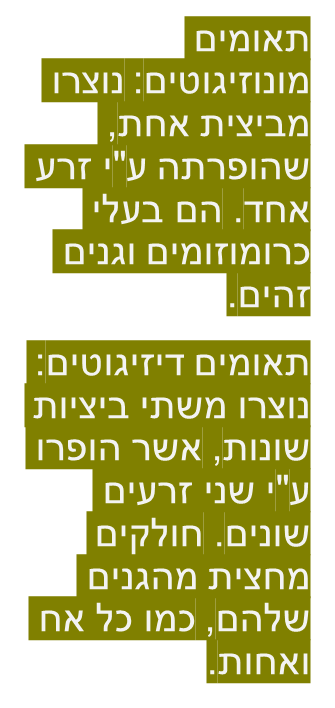 תאומים
מונוזיגוטים: נוצרו
מביצית אחת,
שהופרתה ע"י זרע
אחד. הם בעלי
כרומוזומים וגנים
זהים.
תאומים דיזיגוטים:
נוצרו משתי ביציות
שונות, אשר הופרו
ע"י שני זרעים
שונים. חולקים
מחצית מהגנים
שלהם, כמו כל אח
ואחות.